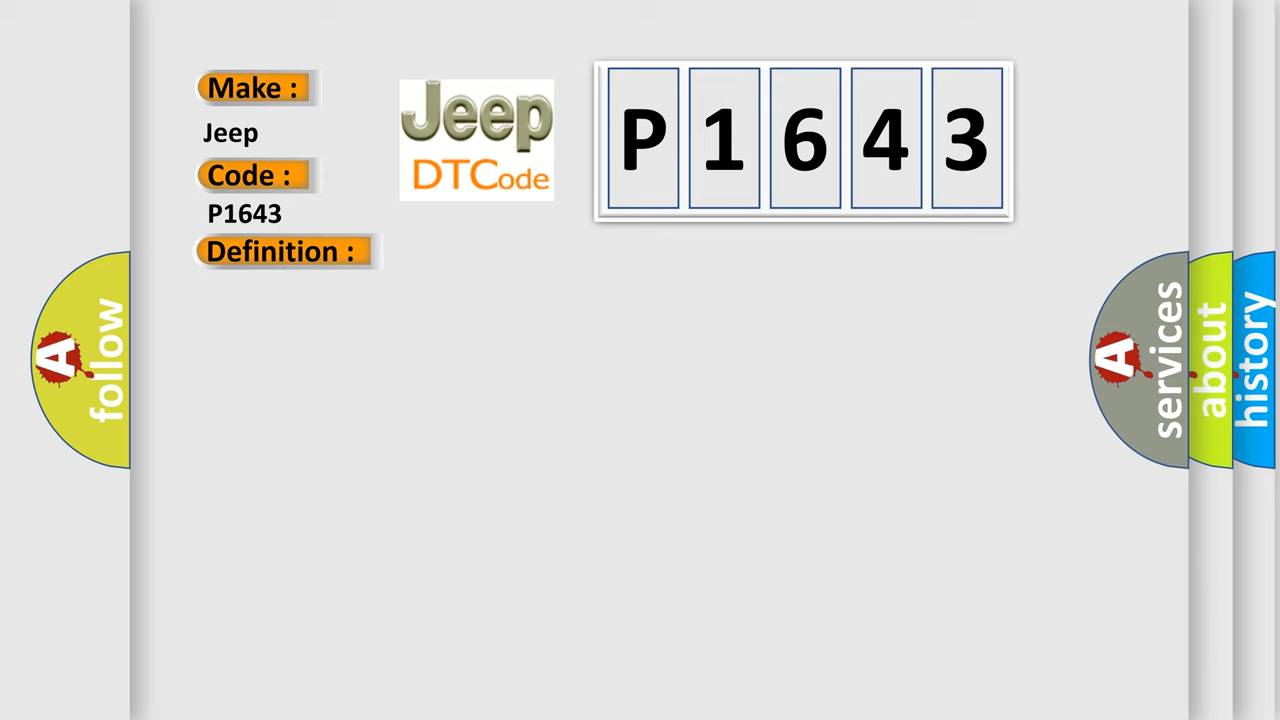 Make :
Jeep
Code :
P1643
Definition :
Jeep
DTCode
P 1 6 4 3
A follow
A services
about
history